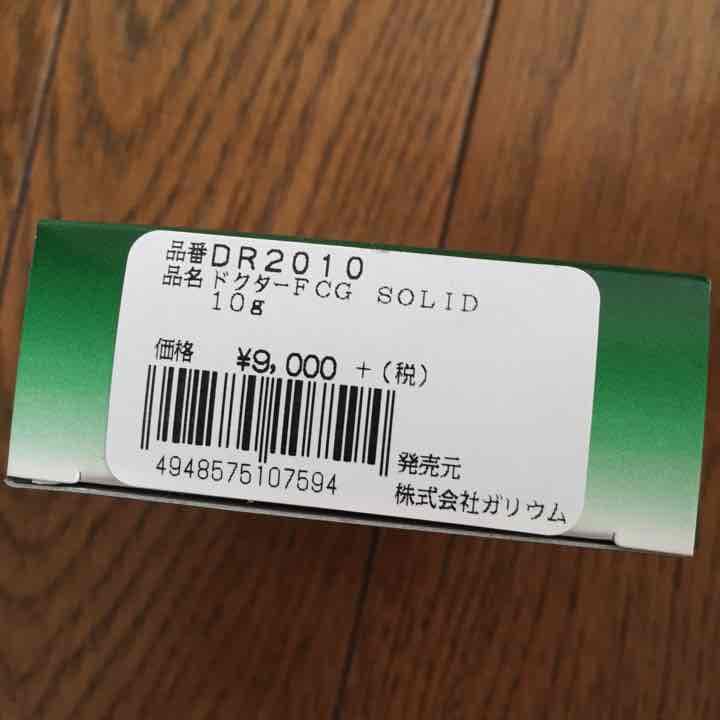 品番DR2010
品名ドクターFCG SOLID
10g
価格 ¥9,000 +(税)
4948575107594
発売元
株式会社ガリウム